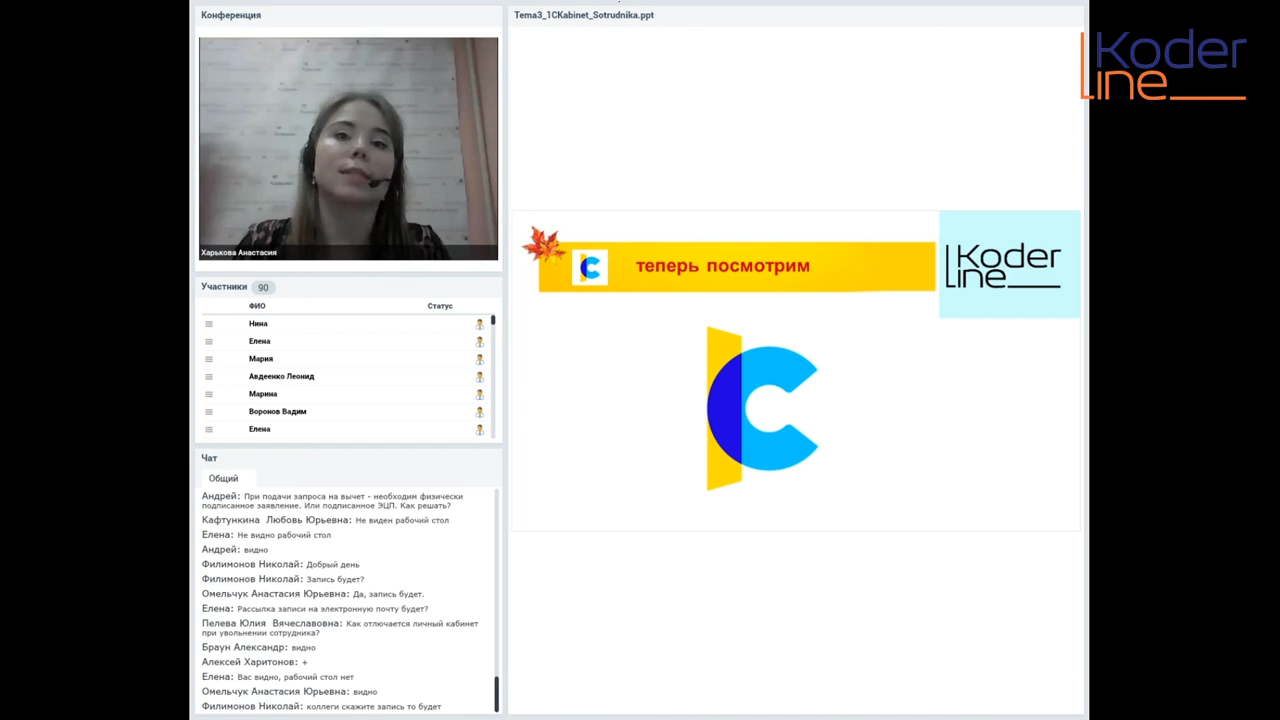 Конференция
Tema3_1CKabinet_Sotrudnika.ppt
Koder
Line
Харькова Анастасия
теперь посмотрим
Koder
Line
Участники 90
ФИО Статус
Нина
Елена
Мария
Авдеенко Леонид
Марина
Воронов Вадим
Елена
Чат
Общий
Андрей: При подачи запроса на вычет - необходим физически
подписанное заявление. Или подписанное ЭЦП. Как решать?
Кафтункина Любовь Юрьевна: Не виден рабочий стол
Елена: Не видно рабочий стол
Андрей: видно
Филимонов Николай: Добрый день
Филимонов Николай: Запись будет?
Омельчук Анастасия Юрьевна: Да, запись будет.
Елена: Рассылка записи на электронную почту будет?
Пелева Юлия Вячеславовна: Как отлючается личный кабинет
при увольнении сотрудника?
Браун Александр: видно
Алексей Харитонов: +
Елена: Вас видно, рабочий стол нет
Омельчук Анастасия Юрьевна: видно
Филимонов Николай: коллеги скажите запись то будет